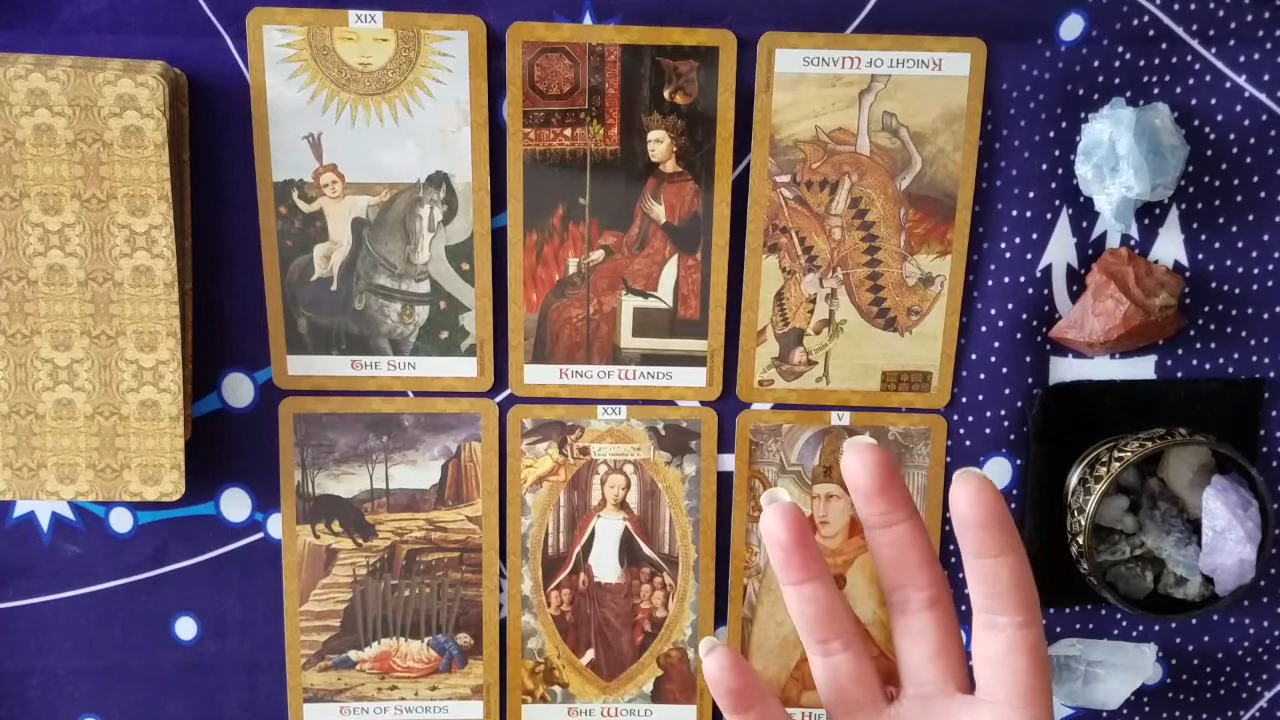 XIX
THE SUN
KING OF WANDS
KNIGHT OF WANDS
TEN OF SWORDS
XXI
THE WORLD
V